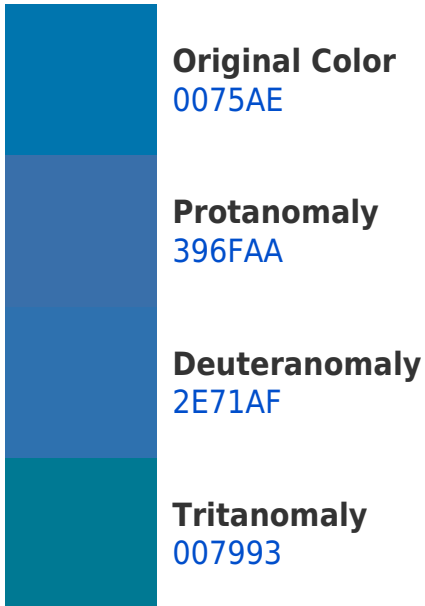 Original Color
0075AE
Protanomaly
396FAA
Deuteranomaly
2E71AF
Tritanomaly
007993